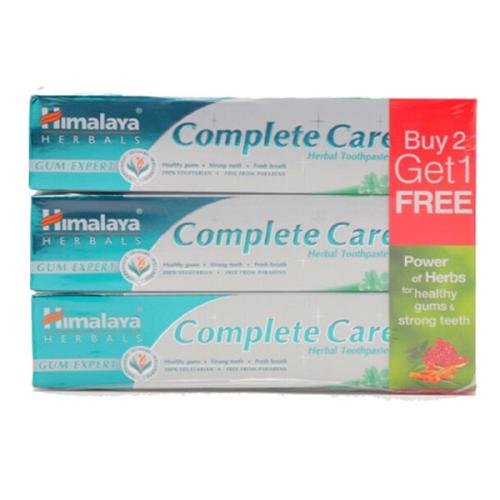 Himalaya
HERBALS
GUM EXPERT
Complete Care
Herbal Toothpaste
Healthy gums • Strong teeth • Fresh breath
100% VEGETARIAN • FREE FROM PARABENS
Himalaya
HERBALS
GUM EXPERT
Complete Care
Herbal Toothpaste
Healthy gums • Strong teeth • Fresh breath
100% VEGETARIAN • FREE FROM PARABENS
Himalaya
HERBALS
GUM EXPERT
Complete Care
Herbal Toothpaste
Healthy gums • Strong teeth • Fresh breath
100% VEGETARIAN • FREE FROM PARABENS
Buy 2
Get 1
FREE
Power
of Herbs
for healthy
gums &
strong teeth